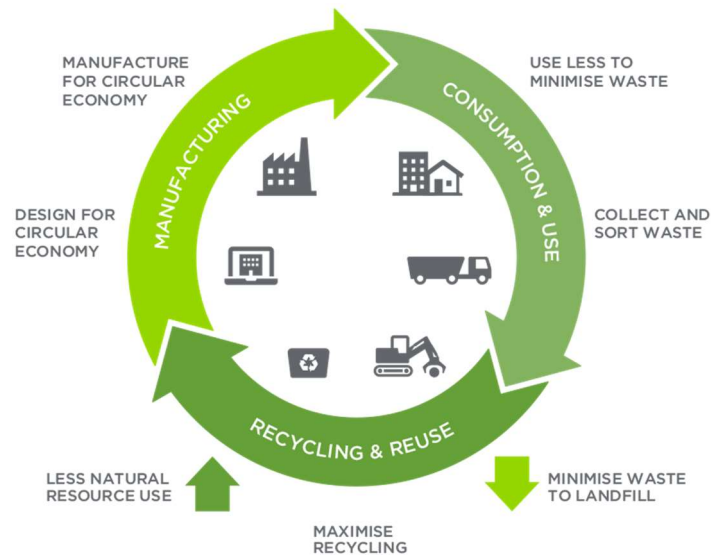 MANUFACTURE
FOR CIRCULAR
ECONOMY
USE LESS TO
MINIMISE WASTE
MANUFACTURING
CONSUMPTION & USE
DESIGN FOR
CIRCULAR
ECONOMY
COLLECT AND
SORT WASTE
RECYCLING & REUSE
LESS NATURAL
RESOURCE USE
MINIMISE WASTE
TO LANDFILL
MAXIMISE
RECYCLING